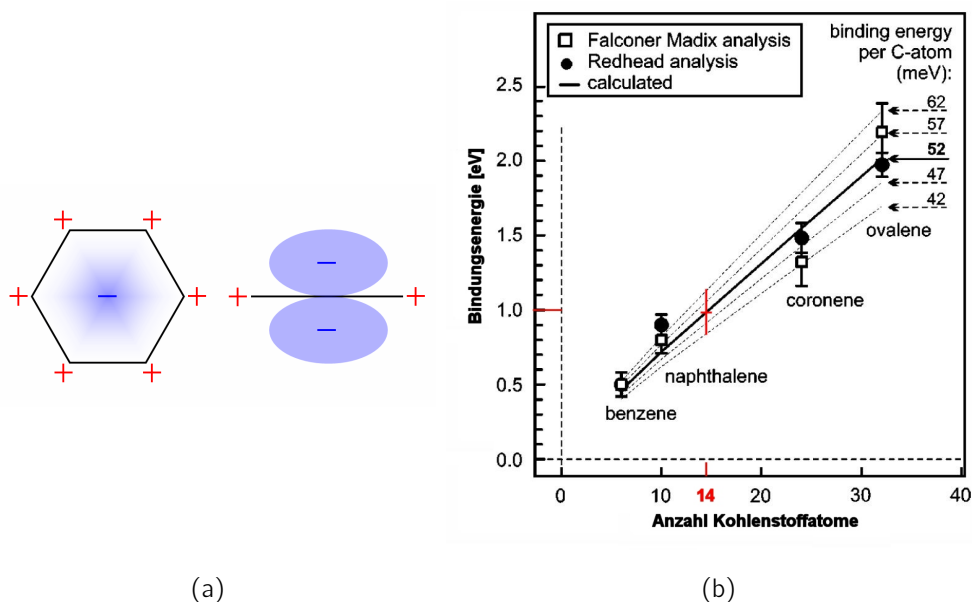 + +
+ − +
+ +
−
+ +
−
(a)
Falconer Madix analysis
Redhead analysis
calculated
binding energy
per C-atom
(meV):
62
57
52
47
42
ovalene
coronene
naphthalene
benzene
Bindungsenergie [eV]
2.5
2.0
1.5
1.0
0.5
0.0
0 10 14 20 30 40
Anzahl Kohlenstoffatome
(b)